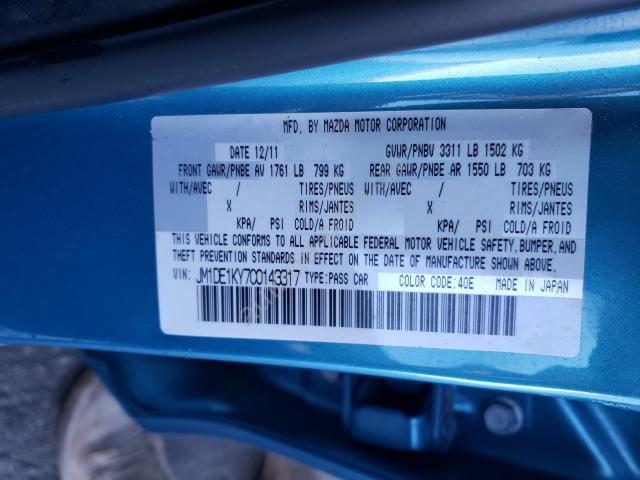 MFD. BY MAZDA MOTOR CORPORATION
DATE 12/11 GVWR/PNBV 3311 LB 1502 KG
FRONT GAWR/PNBE AV 1761 LB 799 KG REAR GAWR/PNBE AR 1550 LB 703 KG
WITH/AVEC / TIRES/PNEUS WITH/AVEC / TIRES/PNEUS
X RIMS/JANTES X RIMS/JANTES
KPA/ PSI COLD/A FROID KPA/ PSI COLD/A FROID
THIS VEHICLE CONFORMS TO ALL APPLICABLE FEDERAL MOTOR VEHICLE SAFETY, BUMPER, AND
THEFT PREVENTION STANDARDS IN EFFECT ON THE DATE OF MANUFACTURE SHOWN ABOVE.
VIN: JM1DE1KY7C0143317 TYPE:PASS CAR COLOR CODE:40E MADE IN JAPAN